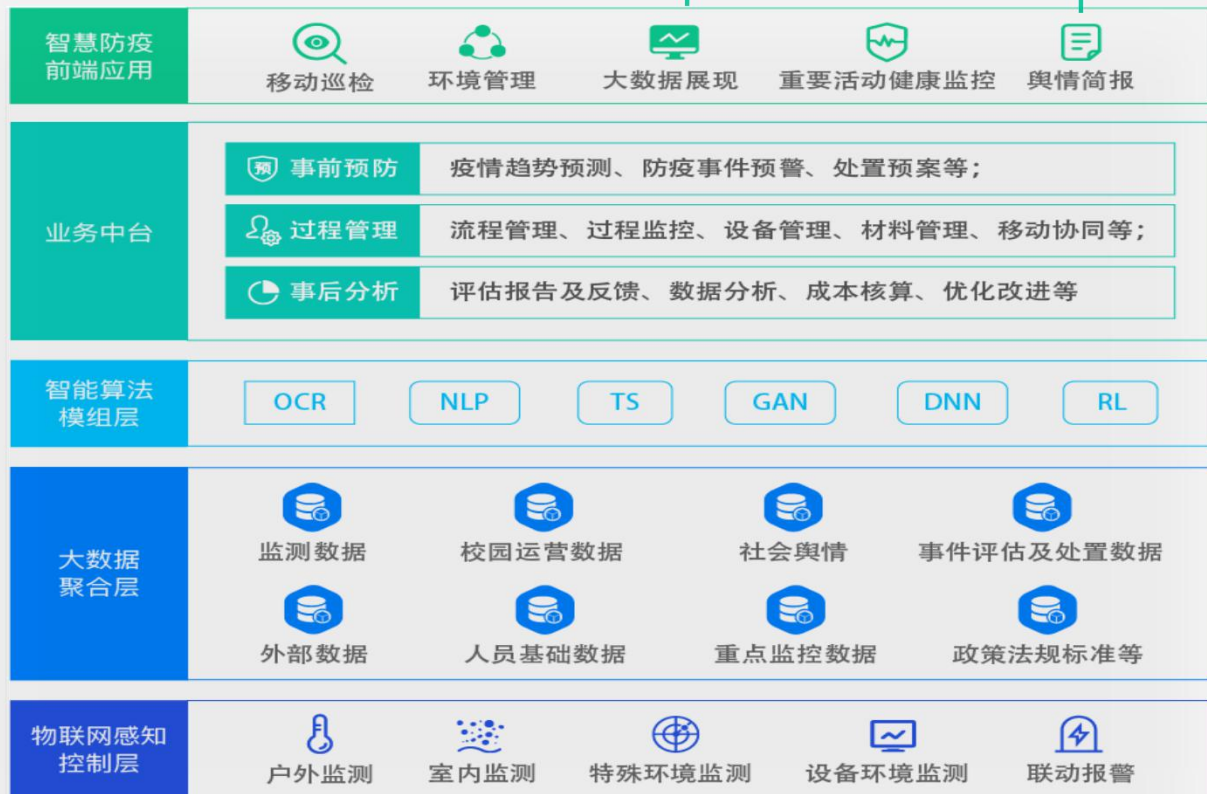 智慧防疫
前端应用
移动巡检 环境管理 大数据展现 重要活动健康监控 舆情简报
业务中台
预 事前预防 疫情趋势预测、防疫事件预警、处置预案等;
过程管理 流程管理、过程监控、设备管理、材料管理、移动协同等;
事后分析 评估报告及反馈、数据分析、成本核算、优化改进等
智能算法
模组层
OCR NLP TS GAN DNN RL
大数据
聚合层
监测数据 校园运营数据 社会舆情 事件评估及处置数据
外部数据 人员基础数据 重点监控数据 政策法规标准等
物联网感知
控制层
户外监测 室内监测 特殊环境监测 设备环境监测 联动报警